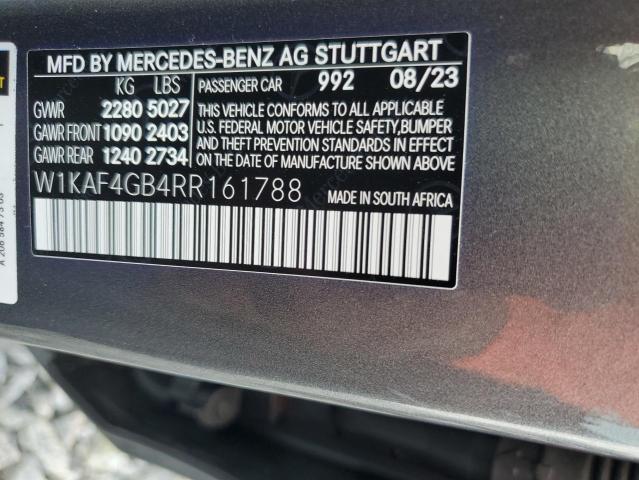 MFD BY MERCEDES-BENZ AG STUTTGART
KG LBS PASSENGER CAR 992 08/23
GVWR 2280 5027
GAWR FRONT 1090 2403
GAWR REAR 1240 2734
THIS VEHICLE CONFORMS TO ALL APPLICABLE
U.S. FEDERAL MOTOR VEHICLE SAFETY,BUMPER
AND THEFT PREVENTION STANDARDS IN EFFECT
ON THE DATE OF MANUFACTURE SHOWN ABOVE
W1KAF4GB4RR161788 MADE IN SOUTH AFRICA